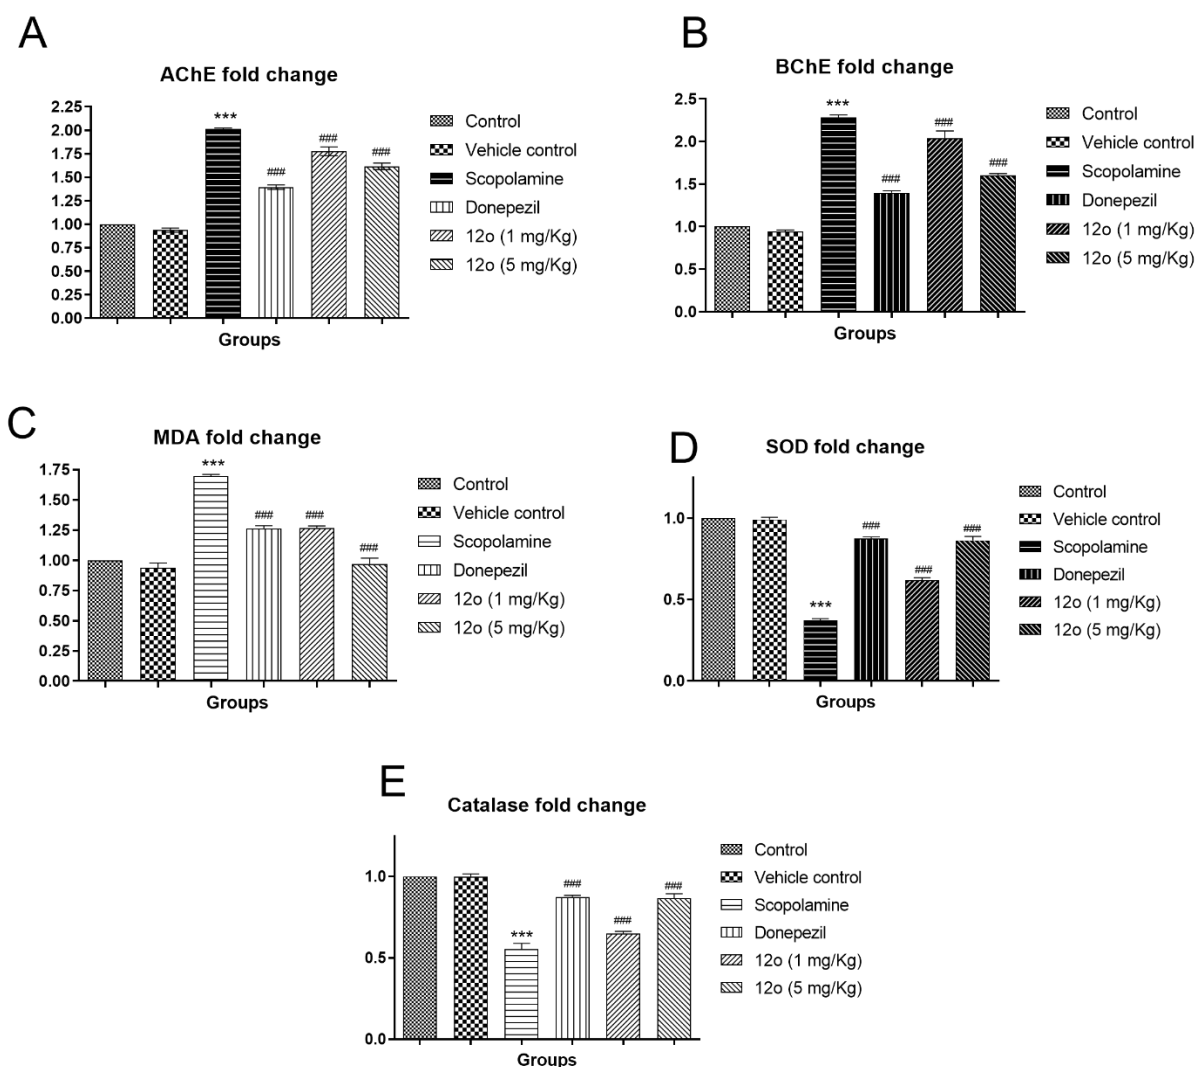 A
AChE fold change
2.25
2.00
1.75
1.50
1.25
1.00
0.75
0.50
0.25
0.00
***
###
###
###
Groups
Control
Vehicle control
Scopolamine
Donepezil
12o (1 mg/Kg)
12o (5 mg/Kg)
B
BChE fold change
2.5
2.0
1.5
1.0
0.5
0.0
***
###
###
###
Groups
Control
Vehicle control
Scopolamine
Donepezil
12o (1 mg/Kg)
12o (5 mg/Kg)
C
MDA fold change
1.75
1.50
1.25
1.00
0.75
0.50
0.25
0.00
***
###
###
###
Groups
Control
Vehicle control
Scopolamine
Donepezil
12o (1 mg/Kg)
12o (5 mg/Kg)
D
SOD fold change
1.0
0.5
0.0
***
###
###
###
Groups
Control
Vehicle control
Scopolamine
Donepezil
12o (1 mg/Kg)
12o (5 mg/Kg)
E
Catalase fold change
1.0
0.5
0.0
***
###
###
###
Groups
Control
Vehicle control
Scopolamine
Donepezil
12o (1 mg/Kg)
12o (5 mg/Kg)